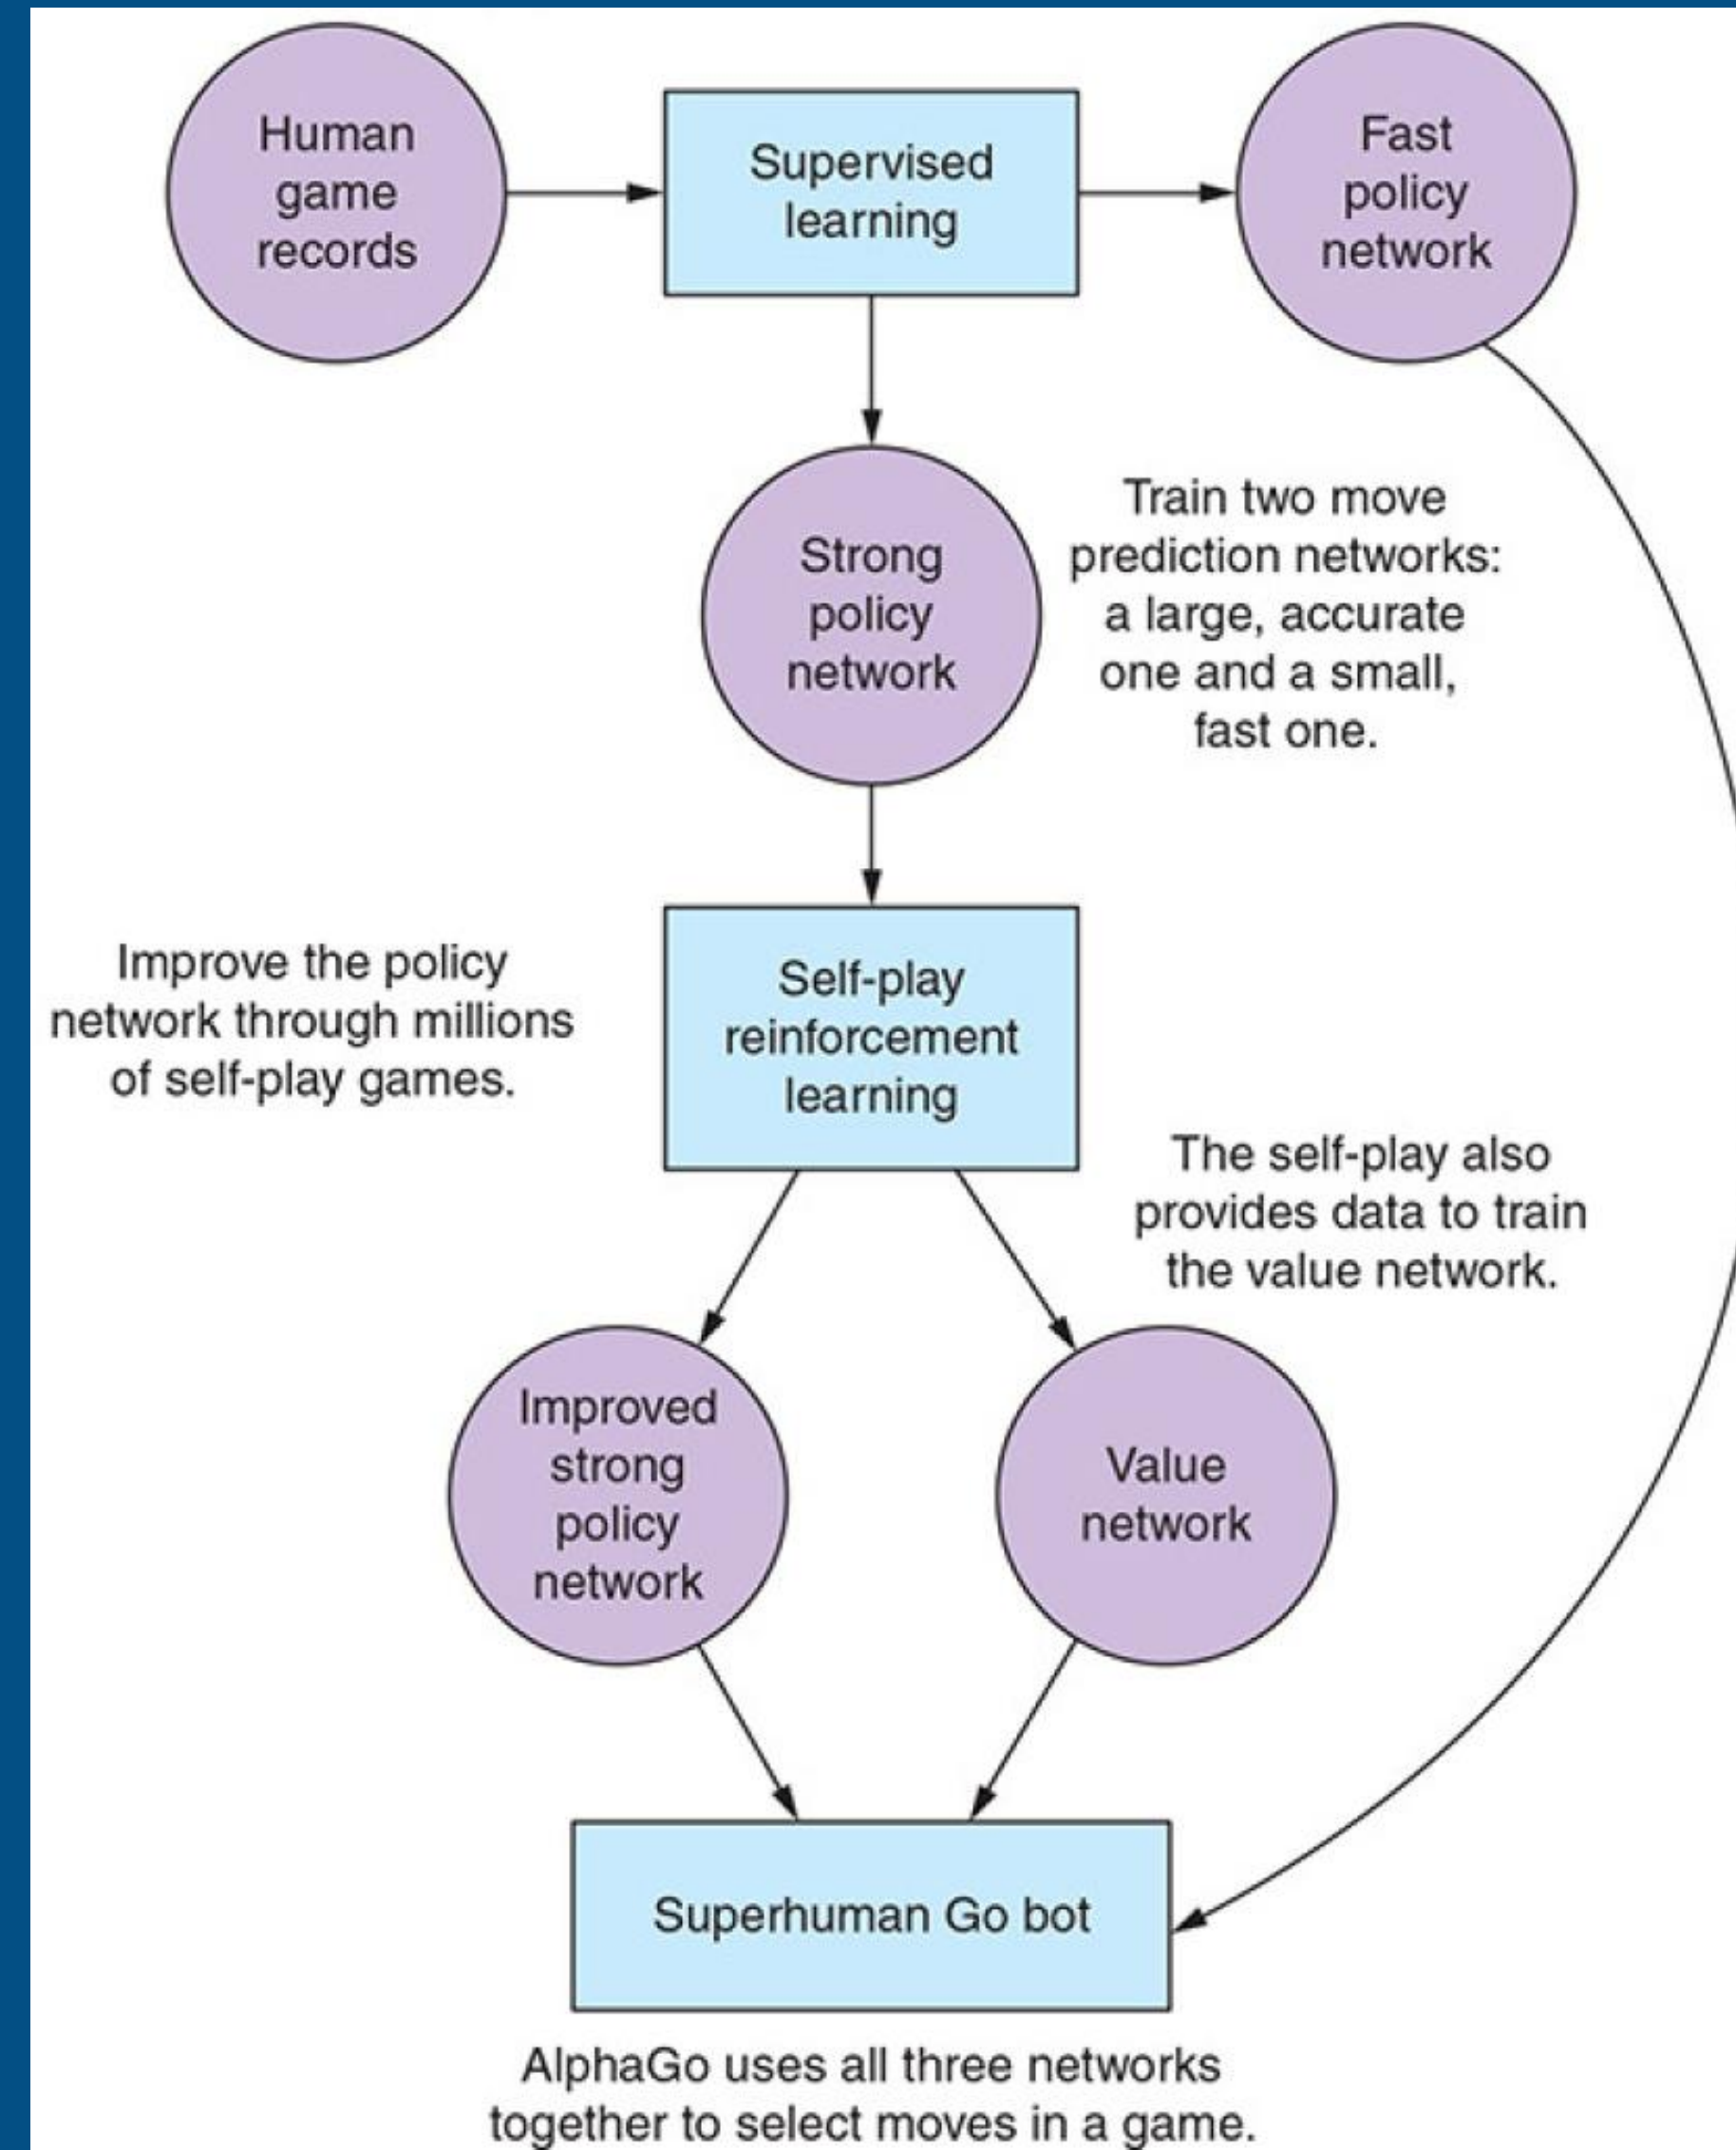 Human
game
records
Supervised
learning
Fast
policy
network
Strong
policy
network
Train two move
prediction networks:
a large, accurate
one and a small,
fast one.
Improve the policy
network through millions
of self-play games.
Self-play
reinforcement
learning
The self-play also
provides data to train
the value network.
Improved
strong
policy
network
Value
network
Superhuman Go bot
AlphaGo uses all three networks
together to select moves in a game.